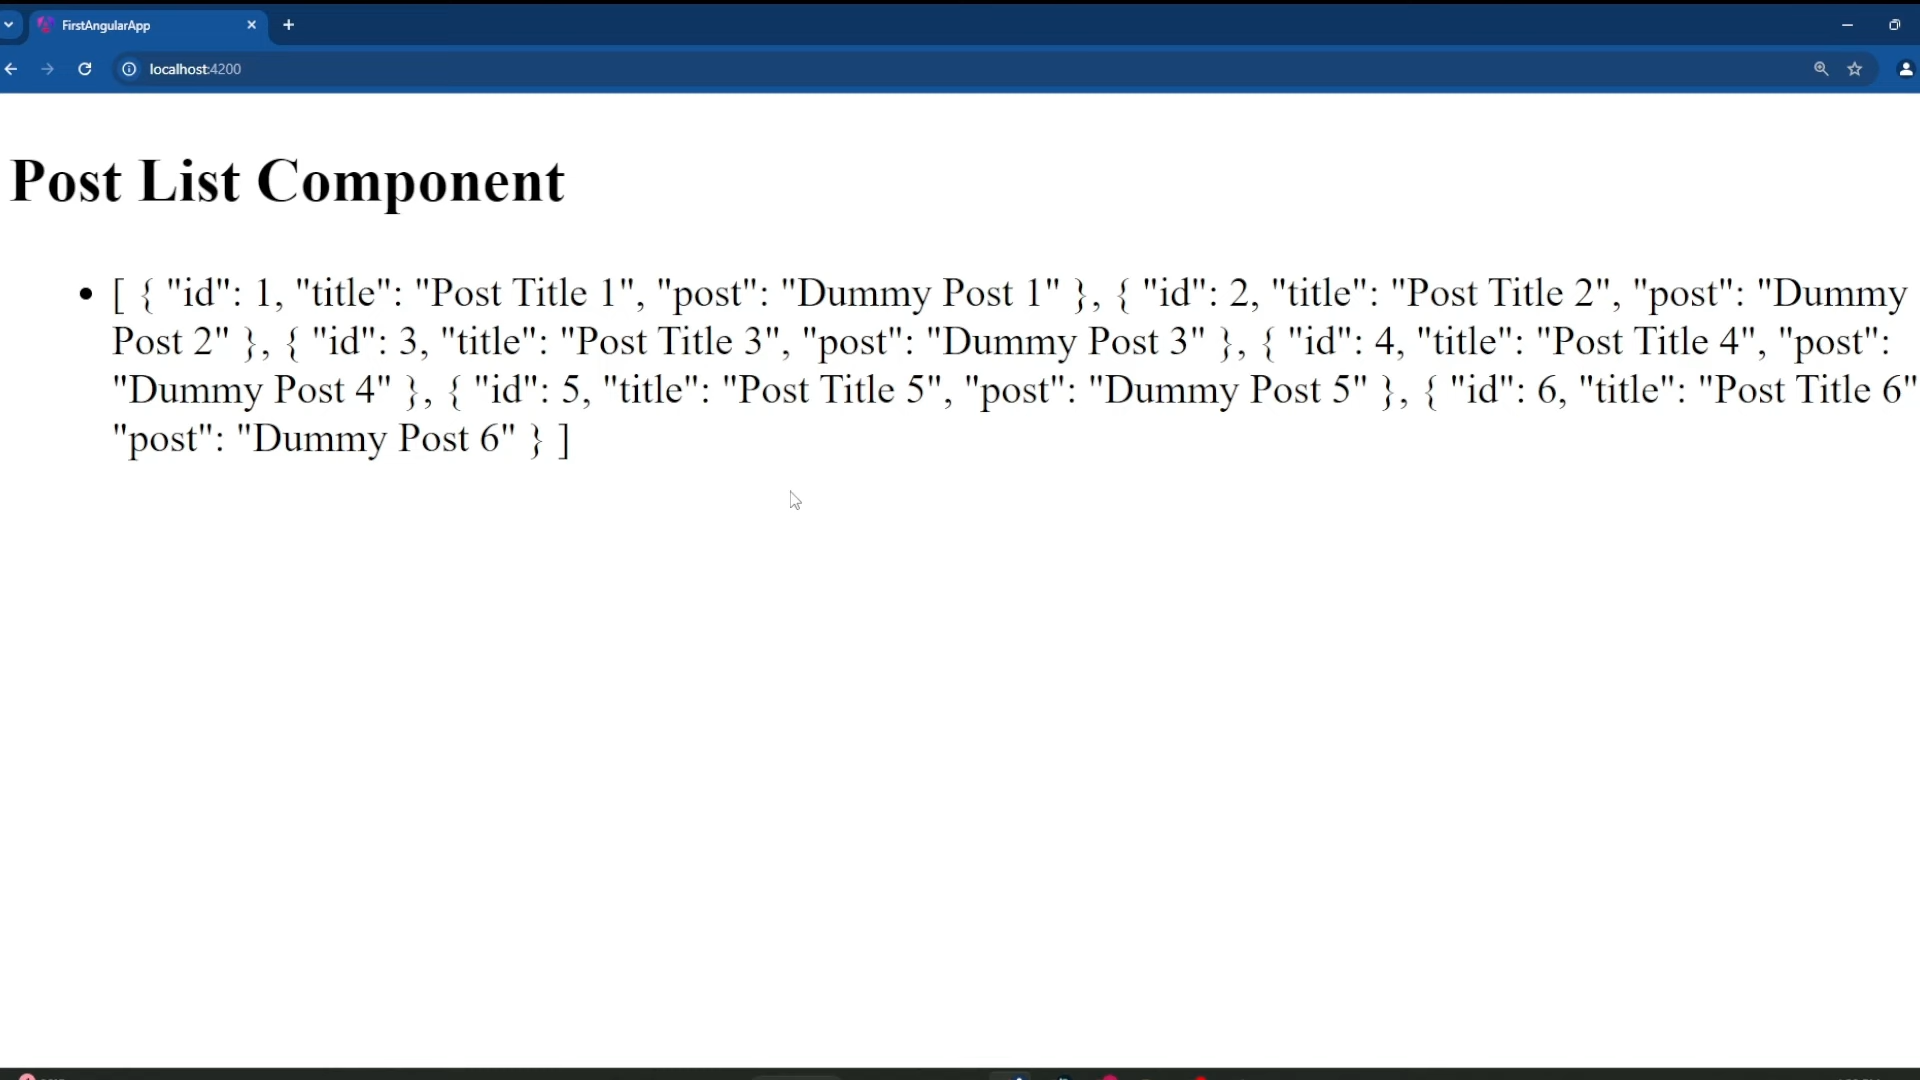 FirstAngularApp
localhost:4200
Post List Component
[ { "id": 1, "title": "Post Title 1", "post": "Dummy Post 1" }, { "id": 2, "title": "Post Title 2", "post": "Dummy
Post 2" }, { "id": 3, "title": "Post Title 3", "post": "Dummy Post 3" }, { "id": 4, "title": "Post Title 4", "post":
"Dummy Post 4" }, { "id": 5, "title": "Post Title 5", "post": "Dummy Post 5" }, { "id": 6, "title": "Post Title 6"
"post": "Dummy Post 6" } ]